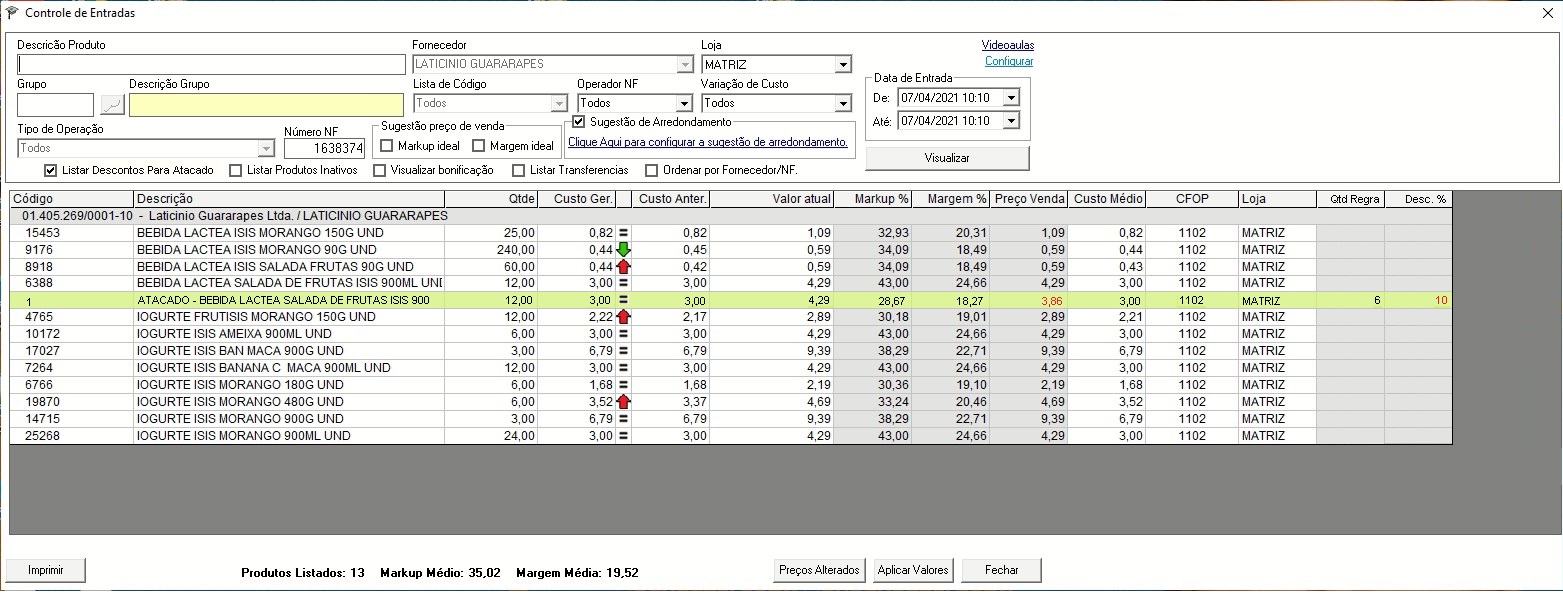 Controle de Entradas
Descrição Produto Fornecedor Loja Videoaulas
LATICINIO GUARARAPES MATRIZ Configurar
Grupo Descrição Grupo Lista de Código Operador NF Variação de Custo Data de Entrada
Todos Todos Todos De: 07/04/2021 10:10
Tipo de Operação Número NF Sugestão preço de venda Sugestão de Arredondamento Até: 07/04/2021 10:10
Todos 1638374 Markup ideal Margem ideal Clique Aqui para configurar a sugestão de arredondamento.
Visualizar
Listar Descontos Para Atacado Listar Produtos Inativos Visualizar bonificação Listar Transferencias Ordenar por Fornecedor/NF.
Código Descrição Qtde Custo Ger. Custo Anter. Valor atual Markup % Margem % Preço Venda Custo Médio CFOP Loja Qtd Regra Desc. %
01.405.269/0001-10 - Laticinio Guararapes Ltda. / LATICINIO GUARARAPES
15453 BEBIDA LACTEA ISIS MORANGO 150G UND 25,00 0,82 = 0,82 1,09 32,93 20,31 1,09 0,82 1102 MATRIZ
9176 BEBIDA LACTEA ISIS MORANGO 90G UND 240,00 0,44 0,45 0,59 34,09 18,49 0,59 0,44 1102 MATRIZ
8918 BEBIDA LACTEA ISIS SALADA FRUTAS 90G UND 60,00 0,44 0,42 0,59 34,09 18,49 0,59 0,43 1102 MATRIZ
6388 BEBIDA LACTEA SALADA DE FRUTAS ISIS 900ML UND 12,00 3,00 = 3,00 4,29 43,00 24,66 4,29 3,00 1102 MATRIZ
1 ATACADO - BEBIDA LACTEA SALADA DE FRUTAS ISIS 900 12,00 3,00 = 3,00 4,29 28,67 18,27 3,86 3,00 1102 MATRIZ 6 10
4765 IOGURTE FRUTISIS MORANGO 150G UND 12,00 2,22 2,17 2,89 30,18 19,01 2,89 2,21 1102 MATRIZ
10172 IOGURTE ISIS AMEIXA 900ML UND 6,00 3,00 = 3,00 4,29 43,00 24,66 4,29 3,00 1102 MATRIZ
17027 IOGURTE ISIS BAN MACA 900G UND 3,00 6,79 = 6,79 9,39 38,29 22,71 9,39 6,79 1102 MATRIZ
7264 IOGURTE ISIS BANANA C MACA 900ML UND 12,00 3,00 = 3,00 4,29 43,00 24,66 4,29 3,00 1102 MATRIZ
6766 IOGURTE ISIS MORANGO 180G UND 6,00 1,68 = 1,68 2,19 30,36 19,10 2,19 1,68 1102 MATRIZ
19870 IOGURTE ISIS MORANGO 480G UND 6,00 3,52 3,37 4,69 33,24 20,46 4,69 3,52 1102 MATRIZ
14715 IOGURTE ISIS MORANGO 900G UND 3,00 6,79 = 6,79 9,39 38,29 22,71 9,39 6,79 1102 MATRIZ
25268 IOGURTE ISIS MORANGO 900ML UND 24,00 3,00 = 3,00 4,29 43,00 24,66 4,29 3,00 1102 MATRIZ
Imprimir Produtos Listados: 13 Markup Médio: 35,02 Margem Média: 19,52 Preços Alterados Aplicar Valores Fechar